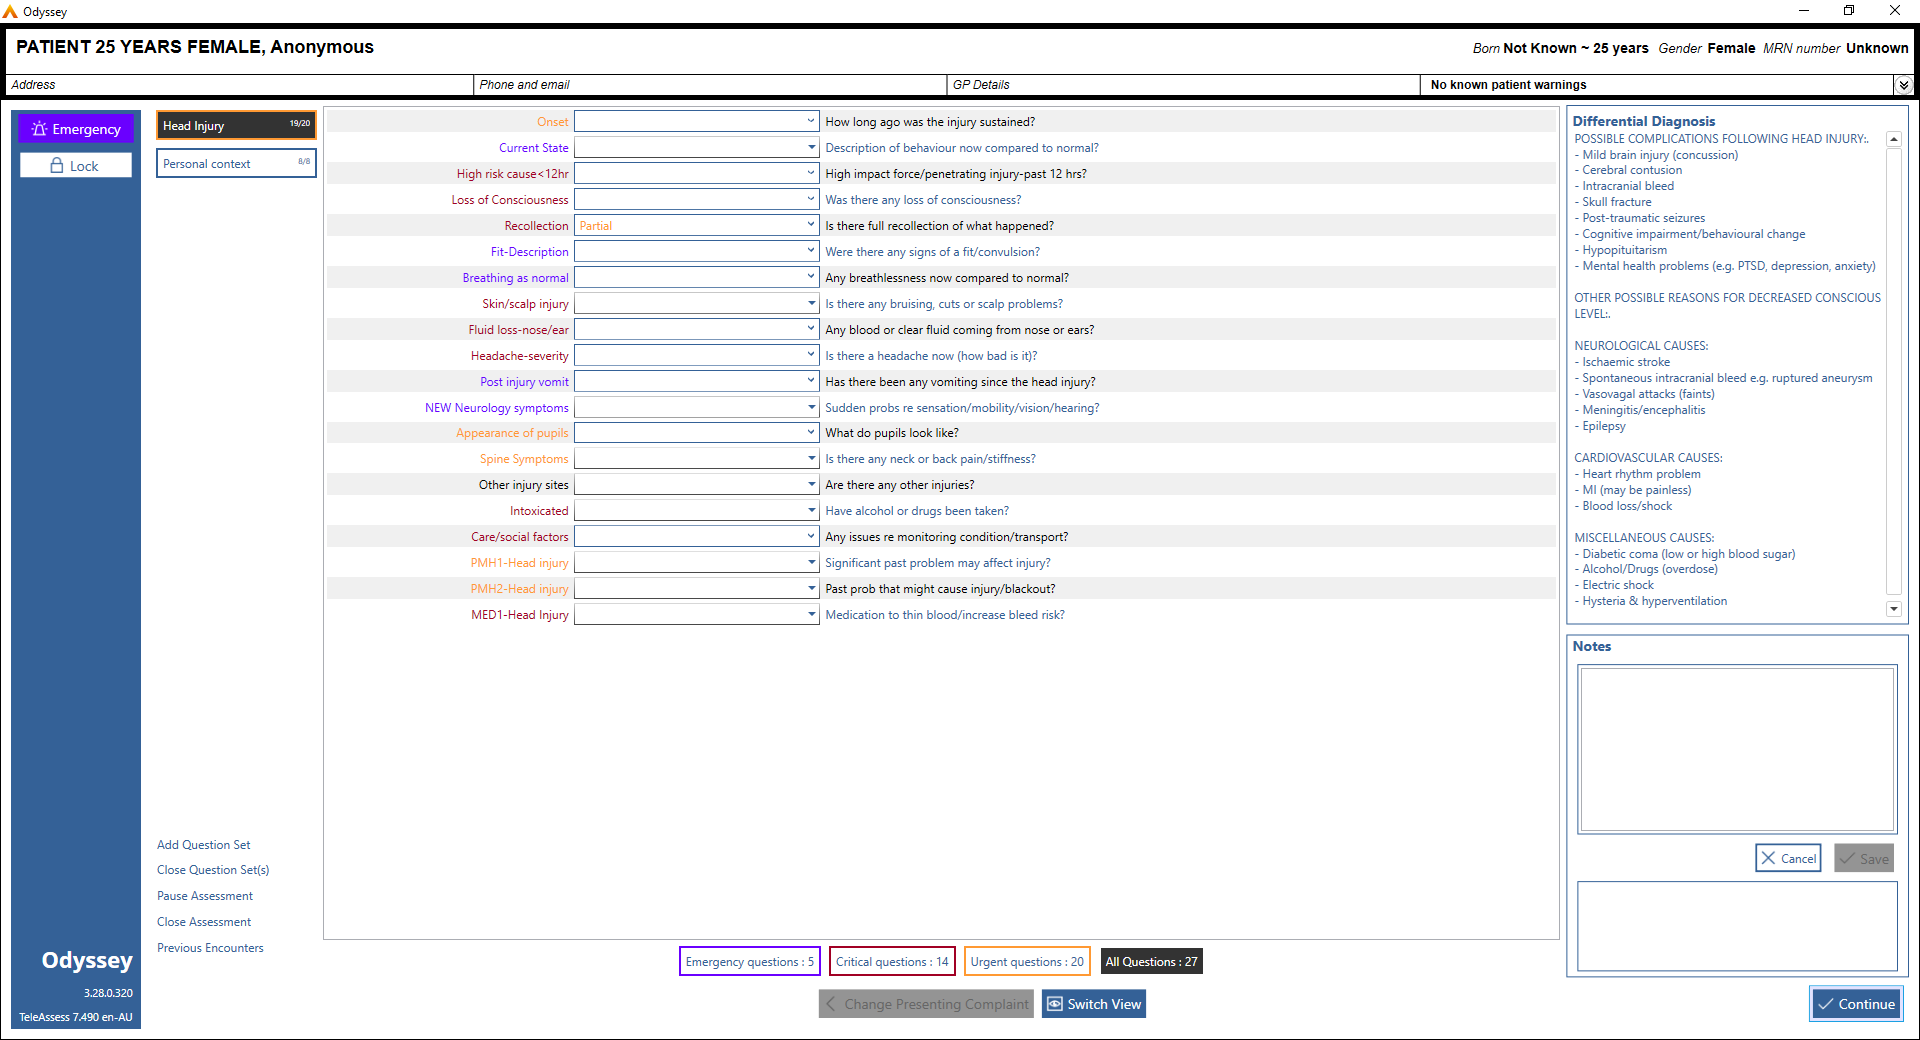 Odyssey
PATIENT 25 YEARS FEMALE, Anonymous
Born Not Known ~ 25 years Gender Female MRN number Unknown
Address
Phone and email
GP Details
No known patient warnings
Emergency
Lock
Head Injury 19/20
Personal context 8/8
Onset How long ago was the injury sustained?
Current State Description of behaviour now compared to normal?
High risk cause<12hr High impact force/penetrating injury-past 12 hrs?
Loss of Consciousness Was there any loss of consciousness?
Recollection Partial Is there full recollection of what happened?
Fit-Description Were there any signs of a fit/convulsion?
Breathing as normal Any breathlessness now compared to normal?
Skin/scalp injury Is there any bruising, cuts or scalp problems?
Fluid loss-nose/ear Any blood or clear fluid coming from nose or ears?
Headache-severity Is there a headache now (how bad is it)?
Post injury vomit Has there been any vomiting since the head injury?
NEW Neurology symptoms Sudden probs re sensation/mobility/vision/hearing?
Appearance of pupils What do pupils look like?
Spine Symptoms Is there any neck or back pain/stiffness?
Other injury sites Are there any other injuries?
Intoxicated Have alcohol or drugs been taken?
Care/social factors Any issues re monitoring condition/transport?
PMH1-Head injury Significant past problem may affect injury?
PMH2-Head injury Past prob that might cause injury/blackout?
MED1-Head Injury Medication to thin blood/increase bleed risk?
Differential Diagnosis
POSSIBLE COMPLICATIONS FOLLOWING HEAD INJURY:.
- Mild brain injury (concussion)
- Cerebral contusion
- Intracranial bleed
- Skull fracture
- Post-traumatic seizures
- Cognitive impairment/behavioural change
- Hypopituitarism
- Mental health problems (e.g. PTSD, depression, anxiety)
OTHER POSSIBLE REASONS FOR DECREASED CONSCIOUS
LEVEL:.
NEUROLOGICAL CAUSES:
- Ischaemic stroke
- Spontaneous intracranial bleed e.g. ruptured aneurysm
- Vasovagal attacks (faints)
- Meningitis/encephalitis
- Epilepsy
CARDIOVASCULAR CAUSES:
- Heart rhythm problem
- MI (may be painless)
- Blood loss/shock
MISCELLANEOUS CAUSES:
- Diabetic coma (low or high blood sugar)
- Alcohol/Drugs (overdose)
- Electric shock
- Hysteria & hyperventilation
Notes
Cancel
Save
Add Question Set
Close Question Set(s)
Pause Assessment
Close Assessment
Previous Encounters
Odyssey
3.28.0.320
TeleAssess 7.490 en-AU
Emergency questions : 5
Critical questions : 14
Urgent questions : 20
All Questions : 27
Change Presenting Complaint
Switch View
Continue